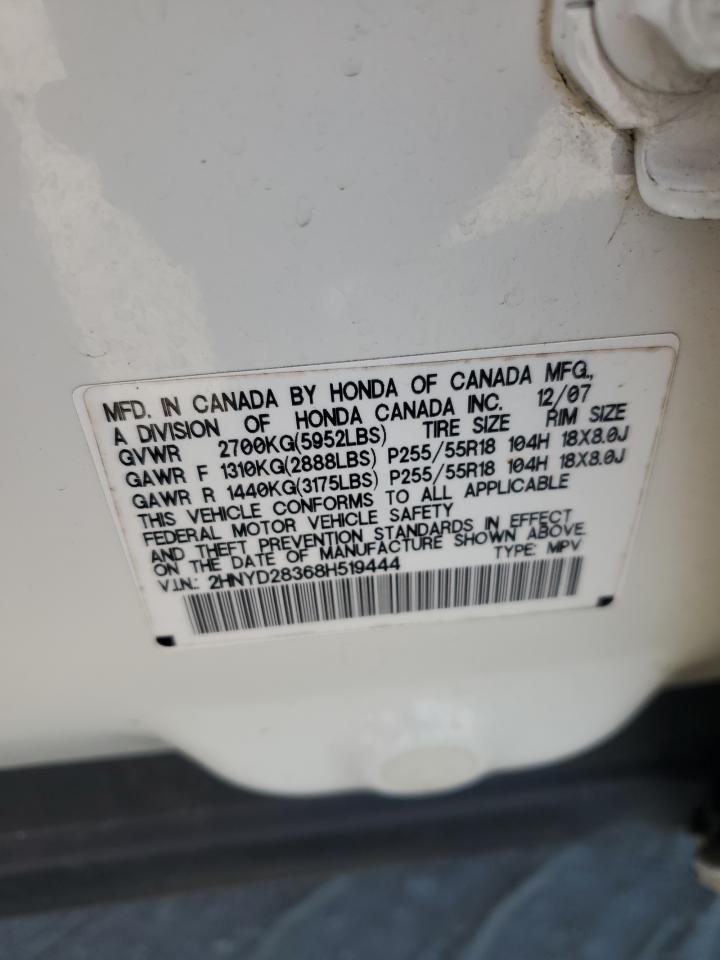 MFD. IN CANADA BY HONDA OF CANADA MFG.,
A DIVISION OF HONDA CANADA INC. 12/07
GVWR 2700KG(5952LBS) TIRE SIZE RIM SIZE
GAWR F 1310KG(2888LBS) P255/55R18 104H 18X8.0J
GAWR R 1440KG(3175LBS) P255/55R18 104H 18X8.0J
THIS VEHICLE CONFORMS TO ALL APPLICABLE
FEDERAL MOTOR VEHICLE SAFETY
AND THEFT PREVENTION STANDARDS IN EFFECT
ON THE DATE OF MANUFACTURE SHOWN ABOVE.
V.I.N.: 2HNYD28368H519444 TYPE: MPV